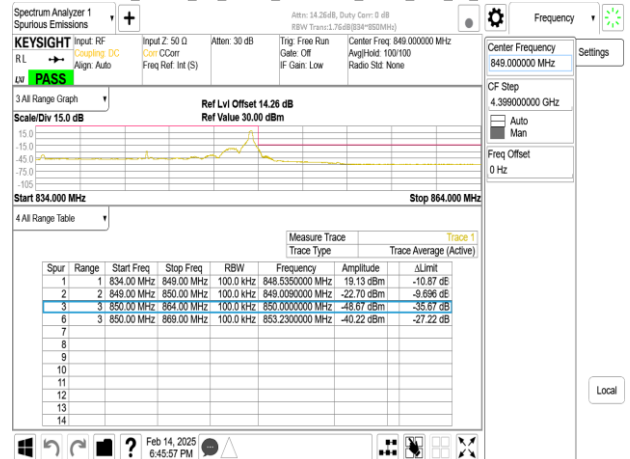 Spectrum Analyzer 1
Spurious Emissions
Atten: 14.26dB, Duty Corr: 0 dB
RBW Trans:1.76dB(834~850MHz)
Frequency
KEYSIGHT
RL
LXI
PASS
Input: RF
Coupling: DC
Align: Auto
Input Z: 50 Ω
Corr CCorr
Freq Ref: Int (S)
Atten: 30 dB
Trig: Free Run
Gate: Off
IF Gain: Low
Center Freq: 849.000000 MHz
Avg|Hold: 100/100
Radio Std: None
Center Frequency
849.000000 MHz
Settings
CF Step
4.399000000 GHz
Auto
Man
Freq Offset
0 Hz
Local
3 All Range Graph
Scale/Div 15.0 dB
Ref Lvl Offset 14.26 dB
Ref Value 30.00 dBm
15.0
-15.0
-45.0
-75.0
-105
Start 834.000 MHz
Stop 864.000 MHz
4 All Range Table
Measure Trace Trace 1
Trace Type Trace Average (Active)
Spur Range Start Freq Stop Freq RBW Frequency Amplitude ΔLimit
1 1 834.00 MHz 849.00 MHz 100.0 kHz 848.5350000 MHz 19.13 dBm -10.87 dB
2 2 849.00 MHz 850.00 MHz 100.0 kHz 849.0090000 MHz -22.70 dBm -9.696 dB
3 3 850.00 MHz 864.00 MHz 100.0 kHz 850.0000000 MHz -48.67 dBm -35.67 dB
6 3 850.00 MHz 869.00 MHz 100.0 kHz 853.2300000 MHz -40.22 dBm -27.22 dB
7
8
9
10
11
12
13
14
Feb 14, 2025
6:45:57 PM